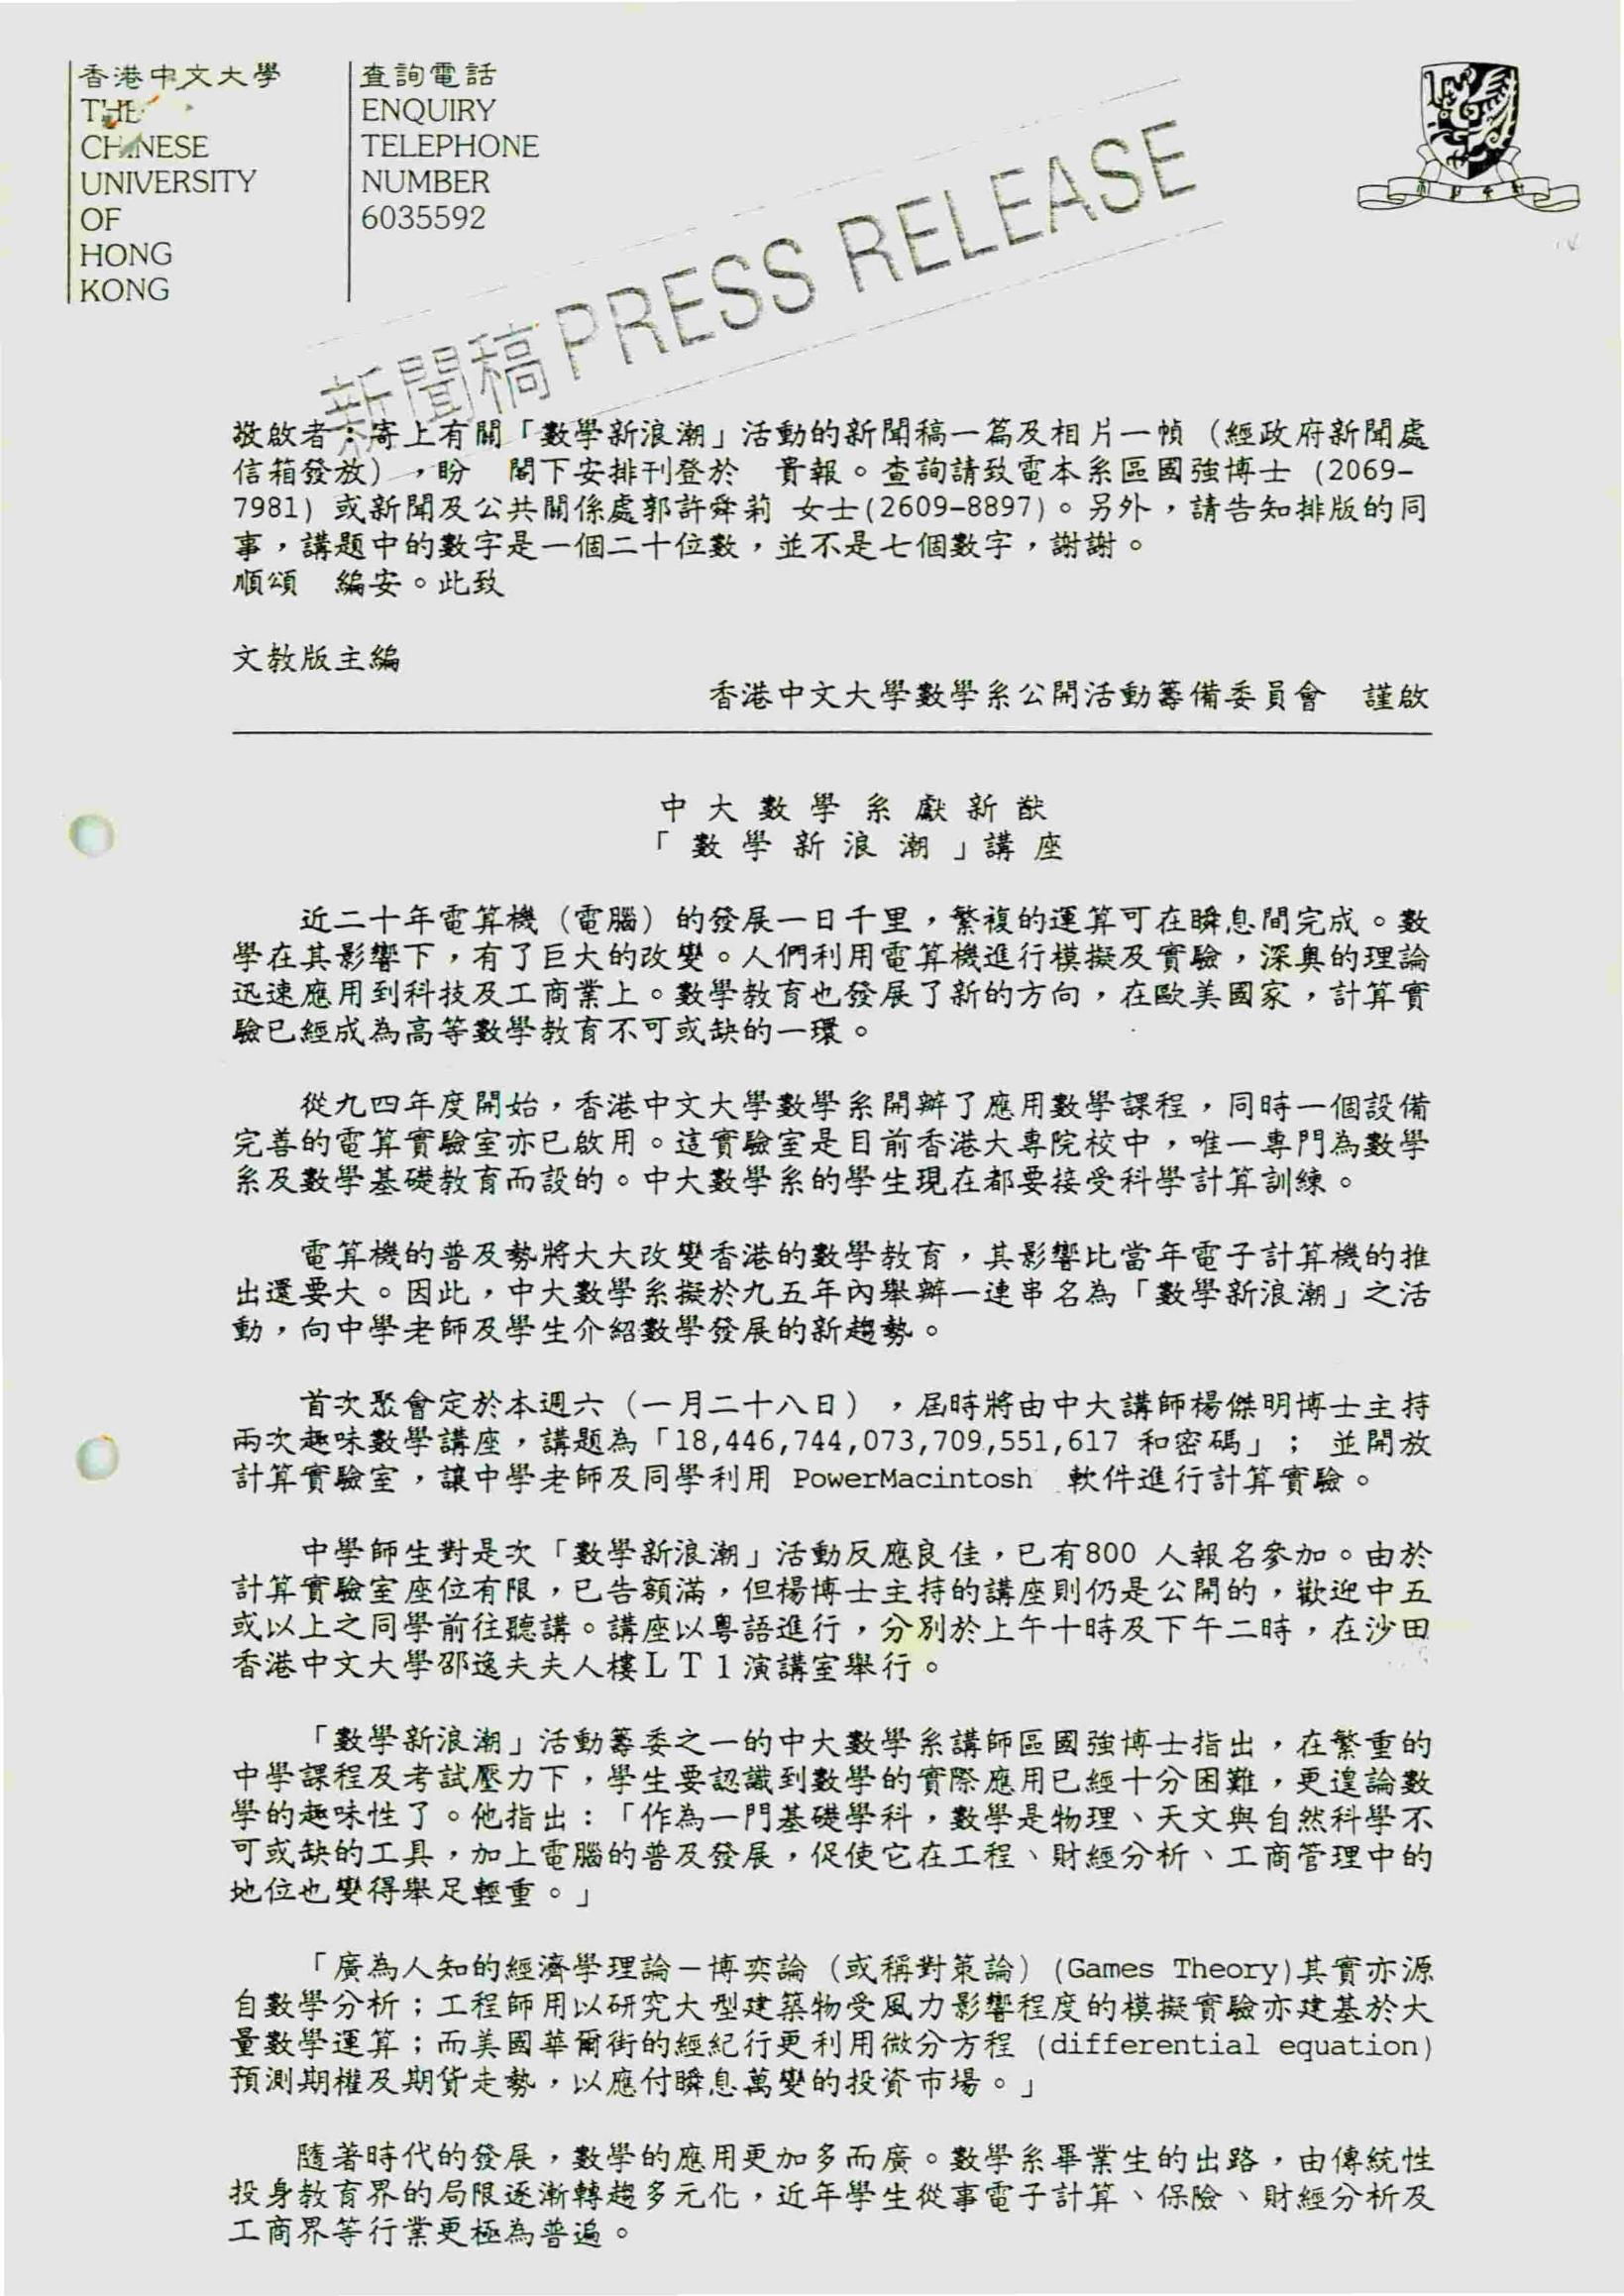 香港中文大學
THE
CHINESE
UNIVERSITY
OF
HONG
KONG
查詢電話
ENQUIRY
TELEPHONE
NUMBER
6035592
新聞稿 PRESS RELEASE
敬啟者：寄上有關「數學新浪潮」活動的新聞稿一篇及相片一幀（經政府新聞處
信箱發放），盼　閣下安排刊登於　貴報。查詢請致電本系區國強博士 (2069-
7981) 或新聞及公共關係處郭許舜莉 女士(2609-8897)。另外，請告知排版的同
事，講題中的數字是一個二十位數，並不是七個數字，謝謝。
順頌　編安。此致
文教版主編
香港中文大學數學系公開活動籌備委員會　謹啟
中大數學系獻新猷
「數學新浪潮」講座
近二十年電算機（電腦）的發展一日千里，繁複的運算可在瞬息間完成。數
學在其影響下，有了巨大的改變。人們利用電算機進行模擬及實驗，深奧的理論
迅速應用到科技及工商業上。數學教育也發展了新的方向，在歐美國家，計算實
驗已經成為高等數學教育不可或缺的一環。
從九四年度開始，香港中文大學數學系開辦了應用數學課程，同時一個設備
完善的電算實驗室亦已啟用。這實驗室是目前香港大專院校中，唯一專門為數學
系及數學基礎教育而設的。中大數學系的學生現在都要接受科學計算訓練。
電算機的普及勢將大大改變香港的數學教育，其影響比當年電子計算機的推
出還要大。因此，中大數學系擬於九五年內舉辦一連串名為「數學新浪潮」之活
動，向中學老師及學生介紹數學發展的新趨勢。
首次聚會定於本週六（一月二十八日），屆時將由中大講師楊傑明博士主持
兩次趣味數學講座，講題為「18,446,744,073,709,551,617 和密碼」； 並開放
計算實驗室，讓中學老師及同學利用 PowerMacintosh 軟件進行計算實驗。
中學師生對是次「數學新浪潮」活動反應良佳，已有800 人報名參加。由於
計算實驗室座位有限，已告額滿，但楊博士主持的講座則仍是公開的，歡迎中五
或以上之同學前往聽講。講座以粵語進行，分別於上午十時及下午二時，在沙田
香港中文大學邵逸夫夫人樓ＬＴ１演講室舉行。
「數學新浪潮」活動籌委之一的中大數學系講師區國強博士指出，在繁重的
中學課程及考試壓力下，學生要認識到數學的實際應用已經十分困難，更遑論數
學的趣味性了。他指出：「作為一門基礎學科，數學是物理、天文與自然科學不
可或缺的工具，加上電腦的普及發展，促使它在工程、財經分析、工商管理中的
地位也變得舉足輕重。」
「廣為人知的經濟學理論－博奕論（或稱對策論）(Games Theory)其實亦源
自數學分析；工程師用以研究大型建築物受風力影響程度的模擬實驗亦建基於大
量數學運算；而美國華爾街的經紀行更利用微分方程 (differential equation)
預測期權及期貨走勢，以應付瞬息萬變的投資市場。」
隨著時代的發展，數學的應用更加多而廣。數學系畢業生的出路，由傳統性
投身教育界的局限逐漸轉趨多元化，近年學生從事電子計算、保險、財經分析及
工商界等行業更極為普遍。